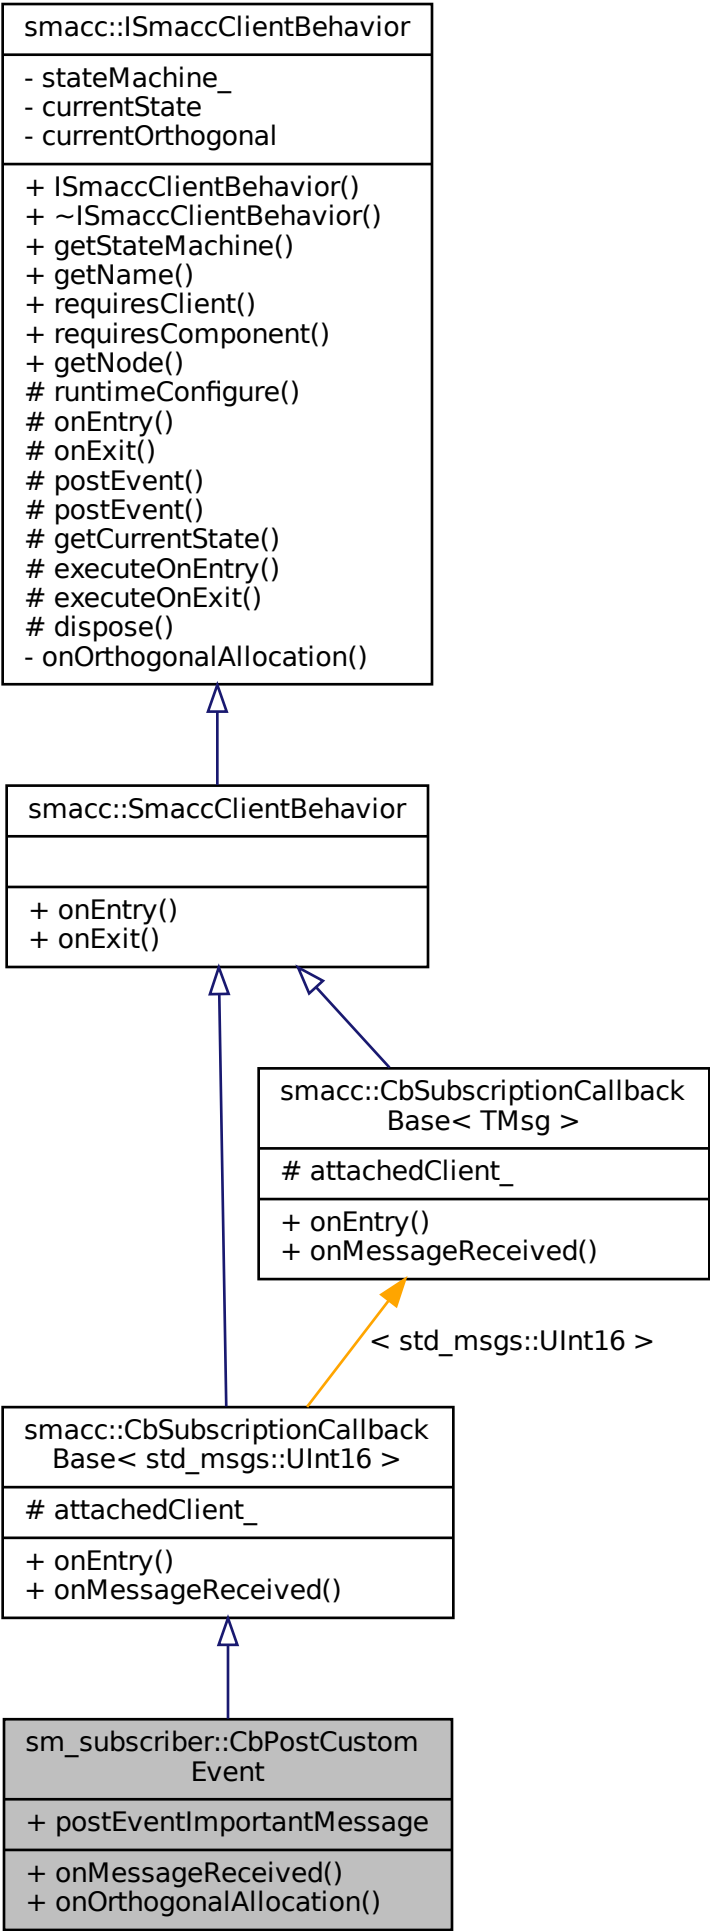 smacc::ISmaccClientBehavior
- stateMachine_
- currentState
- currentOrthogonal
+ ISmaccClientBehavior()
+ ~ISmaccClientBehavior()
+ getStateMachine()
+ getName()
+ requiresClient()
+ requiresComponent()
+ getNode()
# runtimeConfigure()
# onEntry()
# onExit()
# postEvent()
# postEvent()
# getCurrentState()
# executeOnEntry()
# executeOnExit()
# dispose()
- onOrthogonalAllocation()
smacc::SmaccClientBehavior
+ onEntry()
+ onExit()
smacc::CbSubscriptionCallback
Base< TMsg >
# attachedClient_
+ onEntry()
+ onMessageReceived()
< std_msgs::UInt16 >
smacc::CbSubscriptionCallback
Base< std_msgs::UInt16 >
# attachedClient_
+ onEntry()
+ onMessageReceived()
sm_subscriber::CbPostCustom
Event
+ postEventImportantMessage
+ onMessageReceived()
+ onOrthogonalAllocation()